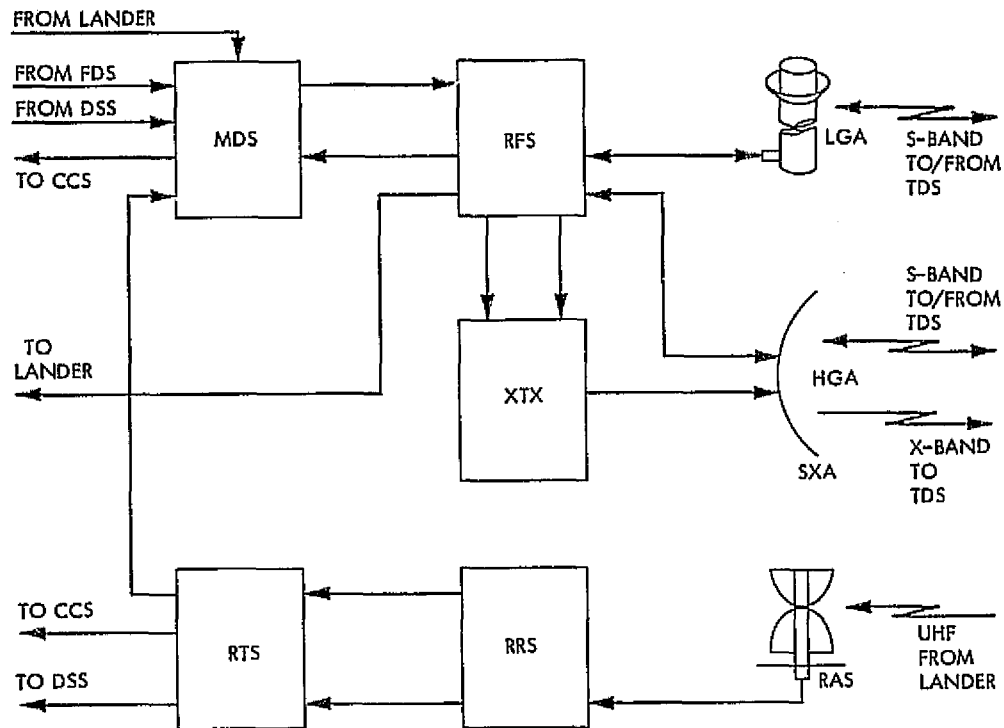 FROM LANDER
FROM FDS
FROM DSS
TO CCS
MDS
RFS
LGA
S-BAND
TO/FROM
TDS
S-BAND
TO/FROM
TDS
TO
LANDER
XTX
HGA
SXA
X-BAND
TO
TDS
TO CCS
TO DSS
RTS
RRS
RAS
UHF
FROM
LANDER